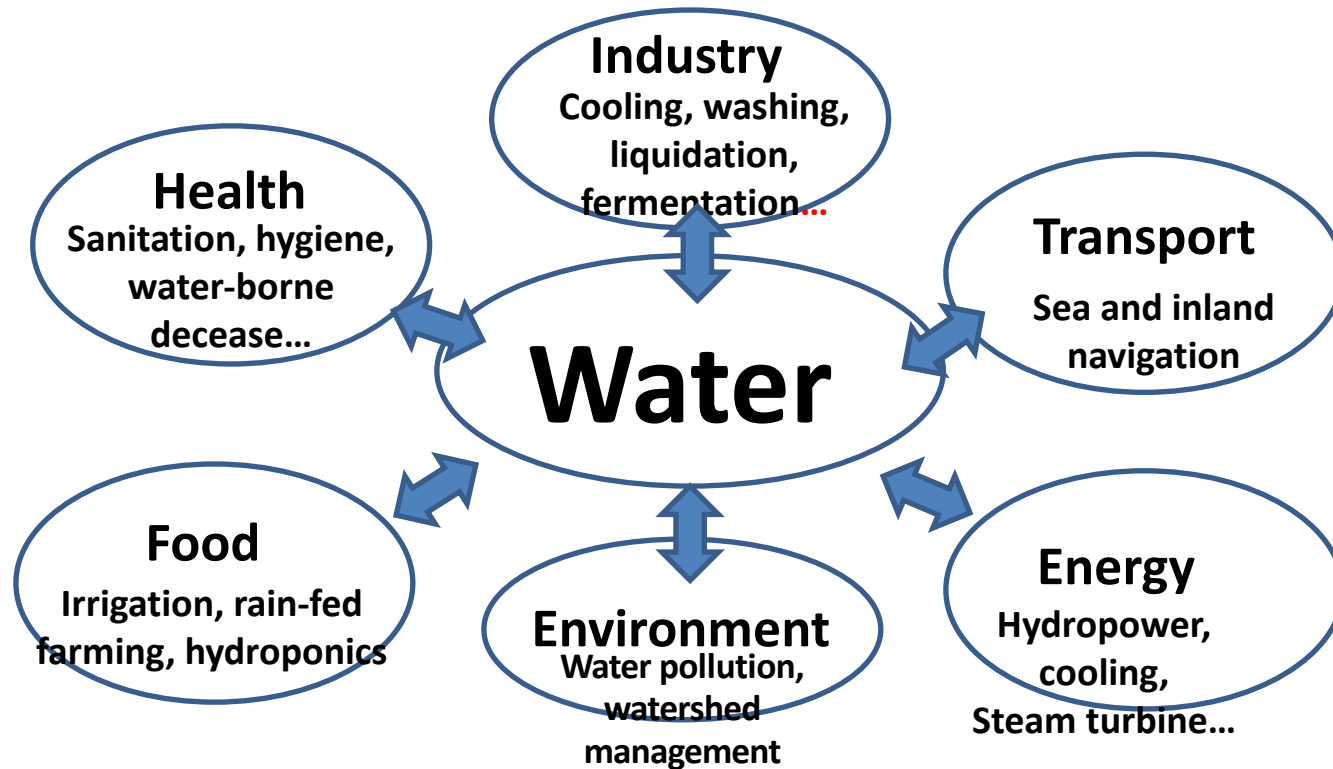 Industry
Cooling, washing,
liquidation,
fermentation...
Health
Sanitation, hygiene,
water-borne
decease...
Transport
Sea and inland
navigation
Water
Food
Irrigation, rain-fed
farming, hydroponics
Environment
Water pollution,
watershed
management
Energy
Hydropower,
cooling,
Steam turbine...